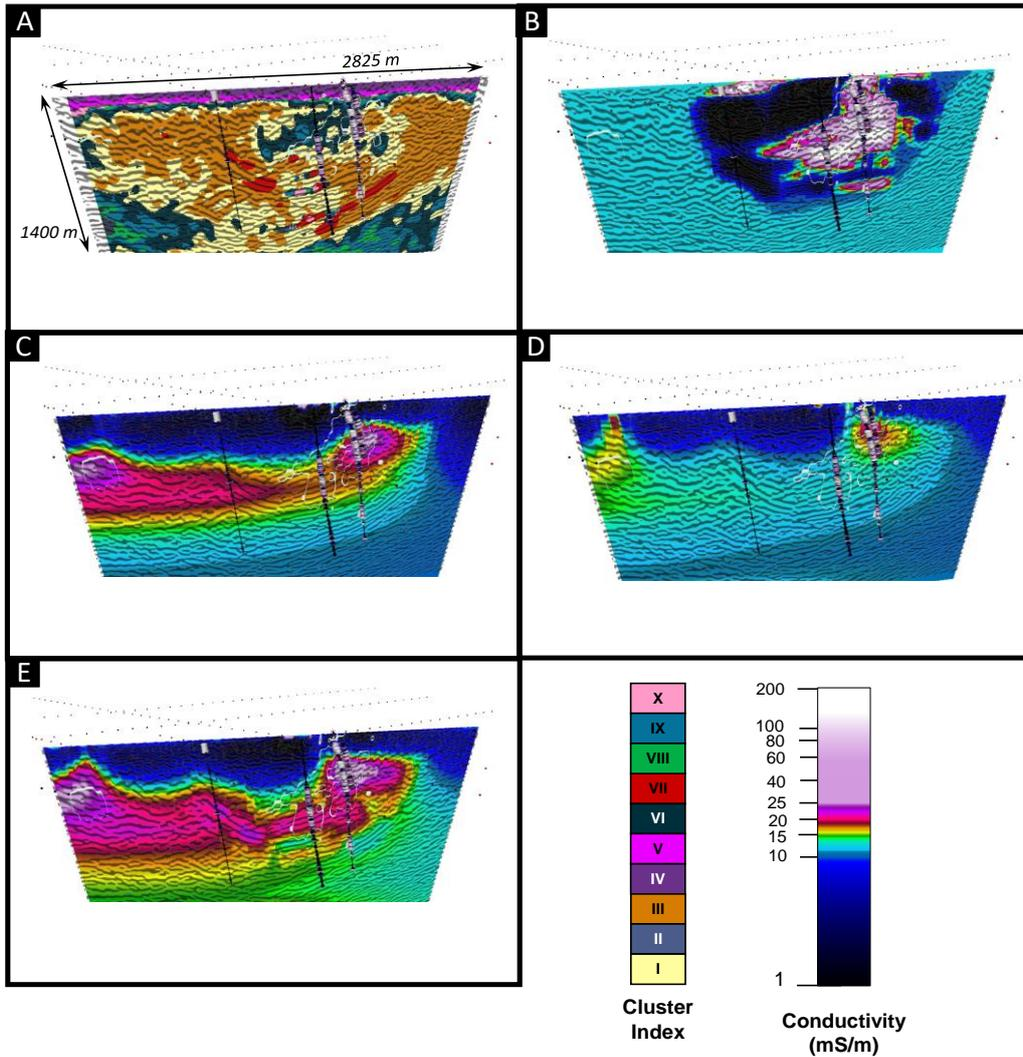 A
B
2825 m
1400 m
C
D
E
X
IX
VIII
VII
VI
V
IV
III
II
I
Cluster
Index
200
100
80
60
40
25
20
15
10
1
Conductivity
(mS/m)